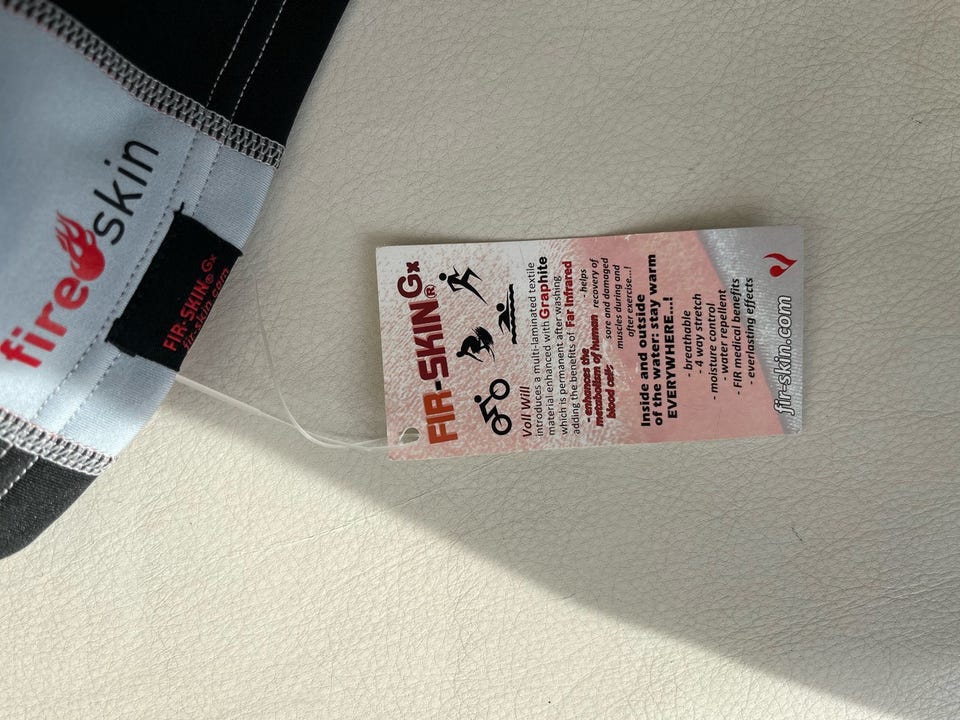 fire skin
FIR-SKIN® Gx
fir-skin.com
FIR-SKIN® Gx
Voll Will
introduces a multi-laminated textile
material enhanced with Graphite
which is permanent after washing
adding the benefits of Far Infrared
- enhances the
metabolism of human
blood cells
- helps
recovery of
sore and damaged
muscles during and
after exercise...!
Inside and outside
of the water: stay warm
EVERYWHERE...!
- breathable
- 4 way stretch
- moisture control
- water repellent
- FIR medical benefits
- everlasting effects
fir-skin.com